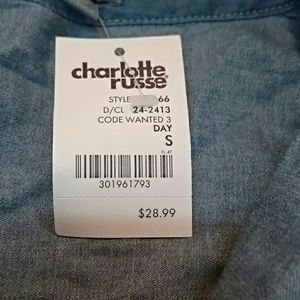 charlotte
russe
STYLE 66
D/CL 24-2413
CODE WANTED 3
DAY
S
301961793
$28.99